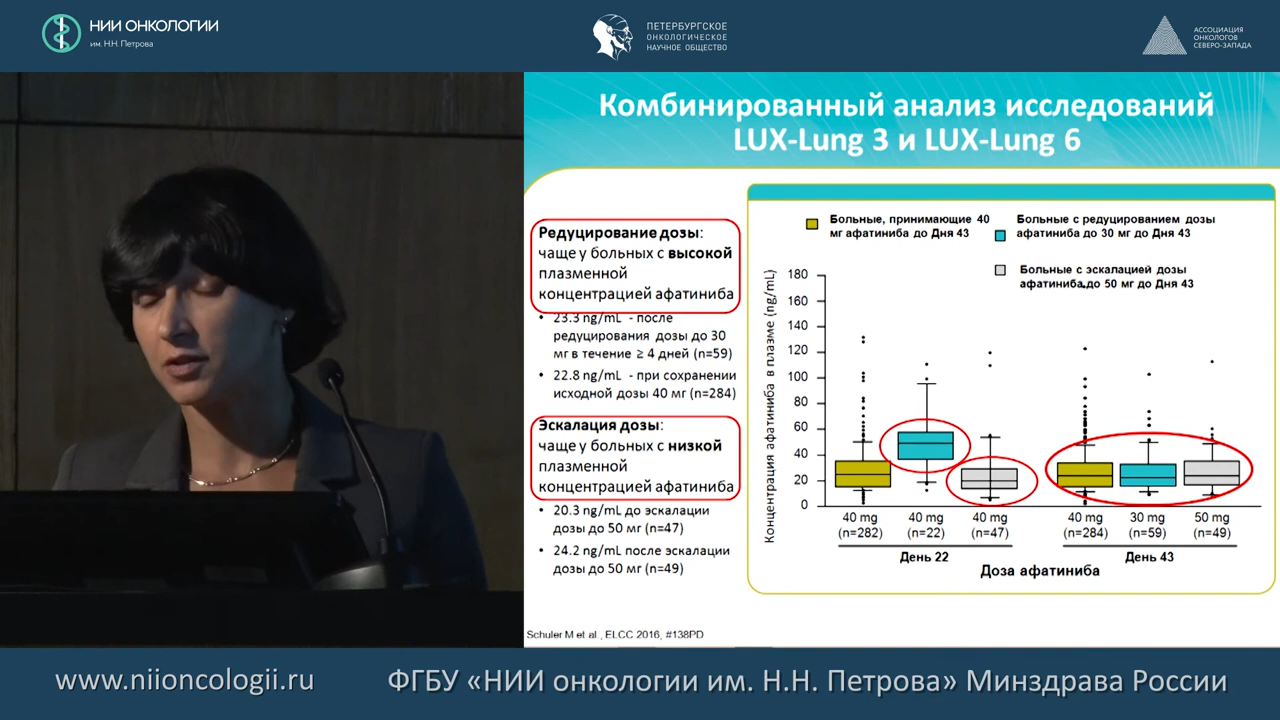 НИИ ОНКОЛОГИИ
им. Н.Н. Петрова
ПЕТЕРБУРГСКОЕ
ОНКОЛОГИЧЕСКОЕ
НАУЧНОЕ ОБЩЕСТВО
АССОЦИАЦИЯ
ОНКОЛОГОВ
СЕВЕРО-ЗАПАДА
Комбинированный анализ исследований
LUX-Lung 3 и LUX-Lung 6
Редуцирование дозы:
чаще у больных с высокой
плазменной
концентрацией афатиниба
• 23.3 ng/mL - после
редуцирования дозы до 30
мг в течение ≥ 4 дней (n=59)
• 22.8 ng/mL - при сохранении
исходной дозы 40 мг (n=284)
Эскалация дозы:
чаще у больных с низкой
плазменной
концентрацией афатиниба
• 20.3 ng/mL до эскалации
дозы до 50 мг (n=47)
• 24.2 ng/mL после эскалации
дозы до 50 мг (n=49)
Больные, принимающие 40
мг афатиниба до Дня 43
Больные с редуцированием дозы
афатиниба до 30 мг до Дня 43
Больные с эскалацией дозы
афатиниба до 50 мг до Дня 43
Концентрация афатиниба в плазме (ng/mL)
180
160
140
120
100
80
60
40
20
0
40 mg 40 mg 40 mg 40 mg 30 mg 50 mg
(n=282) (n=22) (n=47) (n=284) (n=59) (n=49)
День 22 День 43
Доза афатиниба
Schuler M et al., ELCC 2016, #138PD
www.niioncologii.ru
ФГБУ «НИИ онкологии им. Н.Н. Петрова» Минздрава России